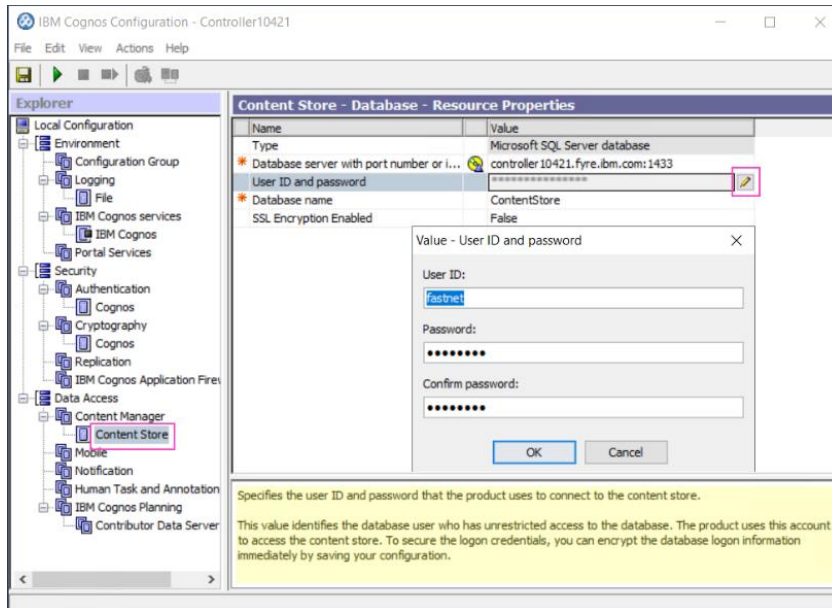 IBM Cognos Configuration - Controller10421
File Edit View Actions Help
Explorer
Local Configuration
Environment
Configuration Group
Logging
File
IBM Cognos services
IBM Cognos
Portal Services
Security
Authentication
Cognos
Cryptography
Cognos
Replication
IBM Cognos Application Firew
Data Access
Content Manager
Content Store
Mobile
Notification
Human Task and Annotation
IBM Cognos Planning
Contributor Data Server
Content Store - Database - Resource Properties
Name Value
Type Microsoft SQL Server database
* Database server with port number or i... controller10421.fyre.ibm.com:1433
User ID and password ***************
* Database name ContentStore
SSL Encryption Enabled False
Value - User ID and password
User ID:
fastnet
Password:
●●●●●●●●
Confirm password:
●●●●●●●●
OK Cancel
Specifies the user ID and password that the product uses to connect to the content store.
This value identifies the database user who has unrestricted access to the database. The product uses this account
to access the content store. To secure the logon credentials, you can encrypt the database logon information
immediately by saving your configuration.